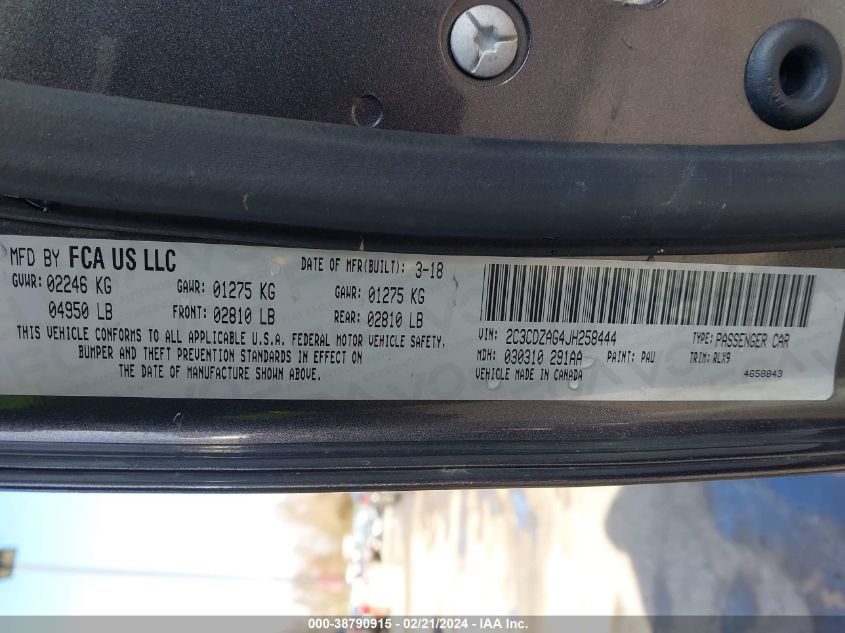 MFD BY FCA US LLC
DATE OF MFR(BUILT): 3-18
GVWR: 02246 KG
04950 LB
GAWR: 01275 KG
FRONT: 02810 LB
GAWR: 01275 KG
REAR: 02810 LB
THIS VEHICLE CONFORMS TO ALL APPLICABLE U.S.A. FEDERAL MOTOR VEHICLE SAFETY,
BUMPER AND THEFT PREVENTION STANDARDS IN EFFECT ON
THE DATE OF MANUFACTURE SHOWN ABOVE.
VIN: 2C3CDZAG4JH258444
TYPE: PASSENGER CAR
MDH: 030310 291AA
PAINT: PAU
TRIM: RLX9
VEHICLE MADE IN CANADA
4658843
000-38790915 - 02/21/2024 - IAA Inc.